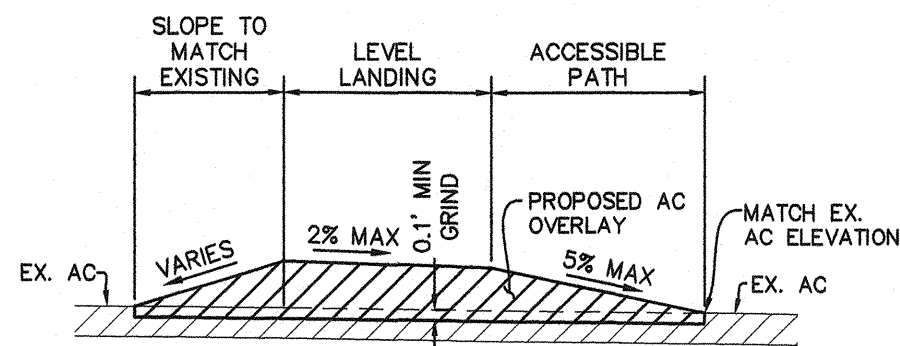 SLOPE TO
MATCH
EXISTING
LEVEL
LANDING
ACCESSIBLE
PATH
0.1' MIN
GRIND
PROPOSED AC
OVERLAY
MATCH EX.
AC ELEVATION
EX. AC
VARIES
2% MAX
5% MAX
EX. AC